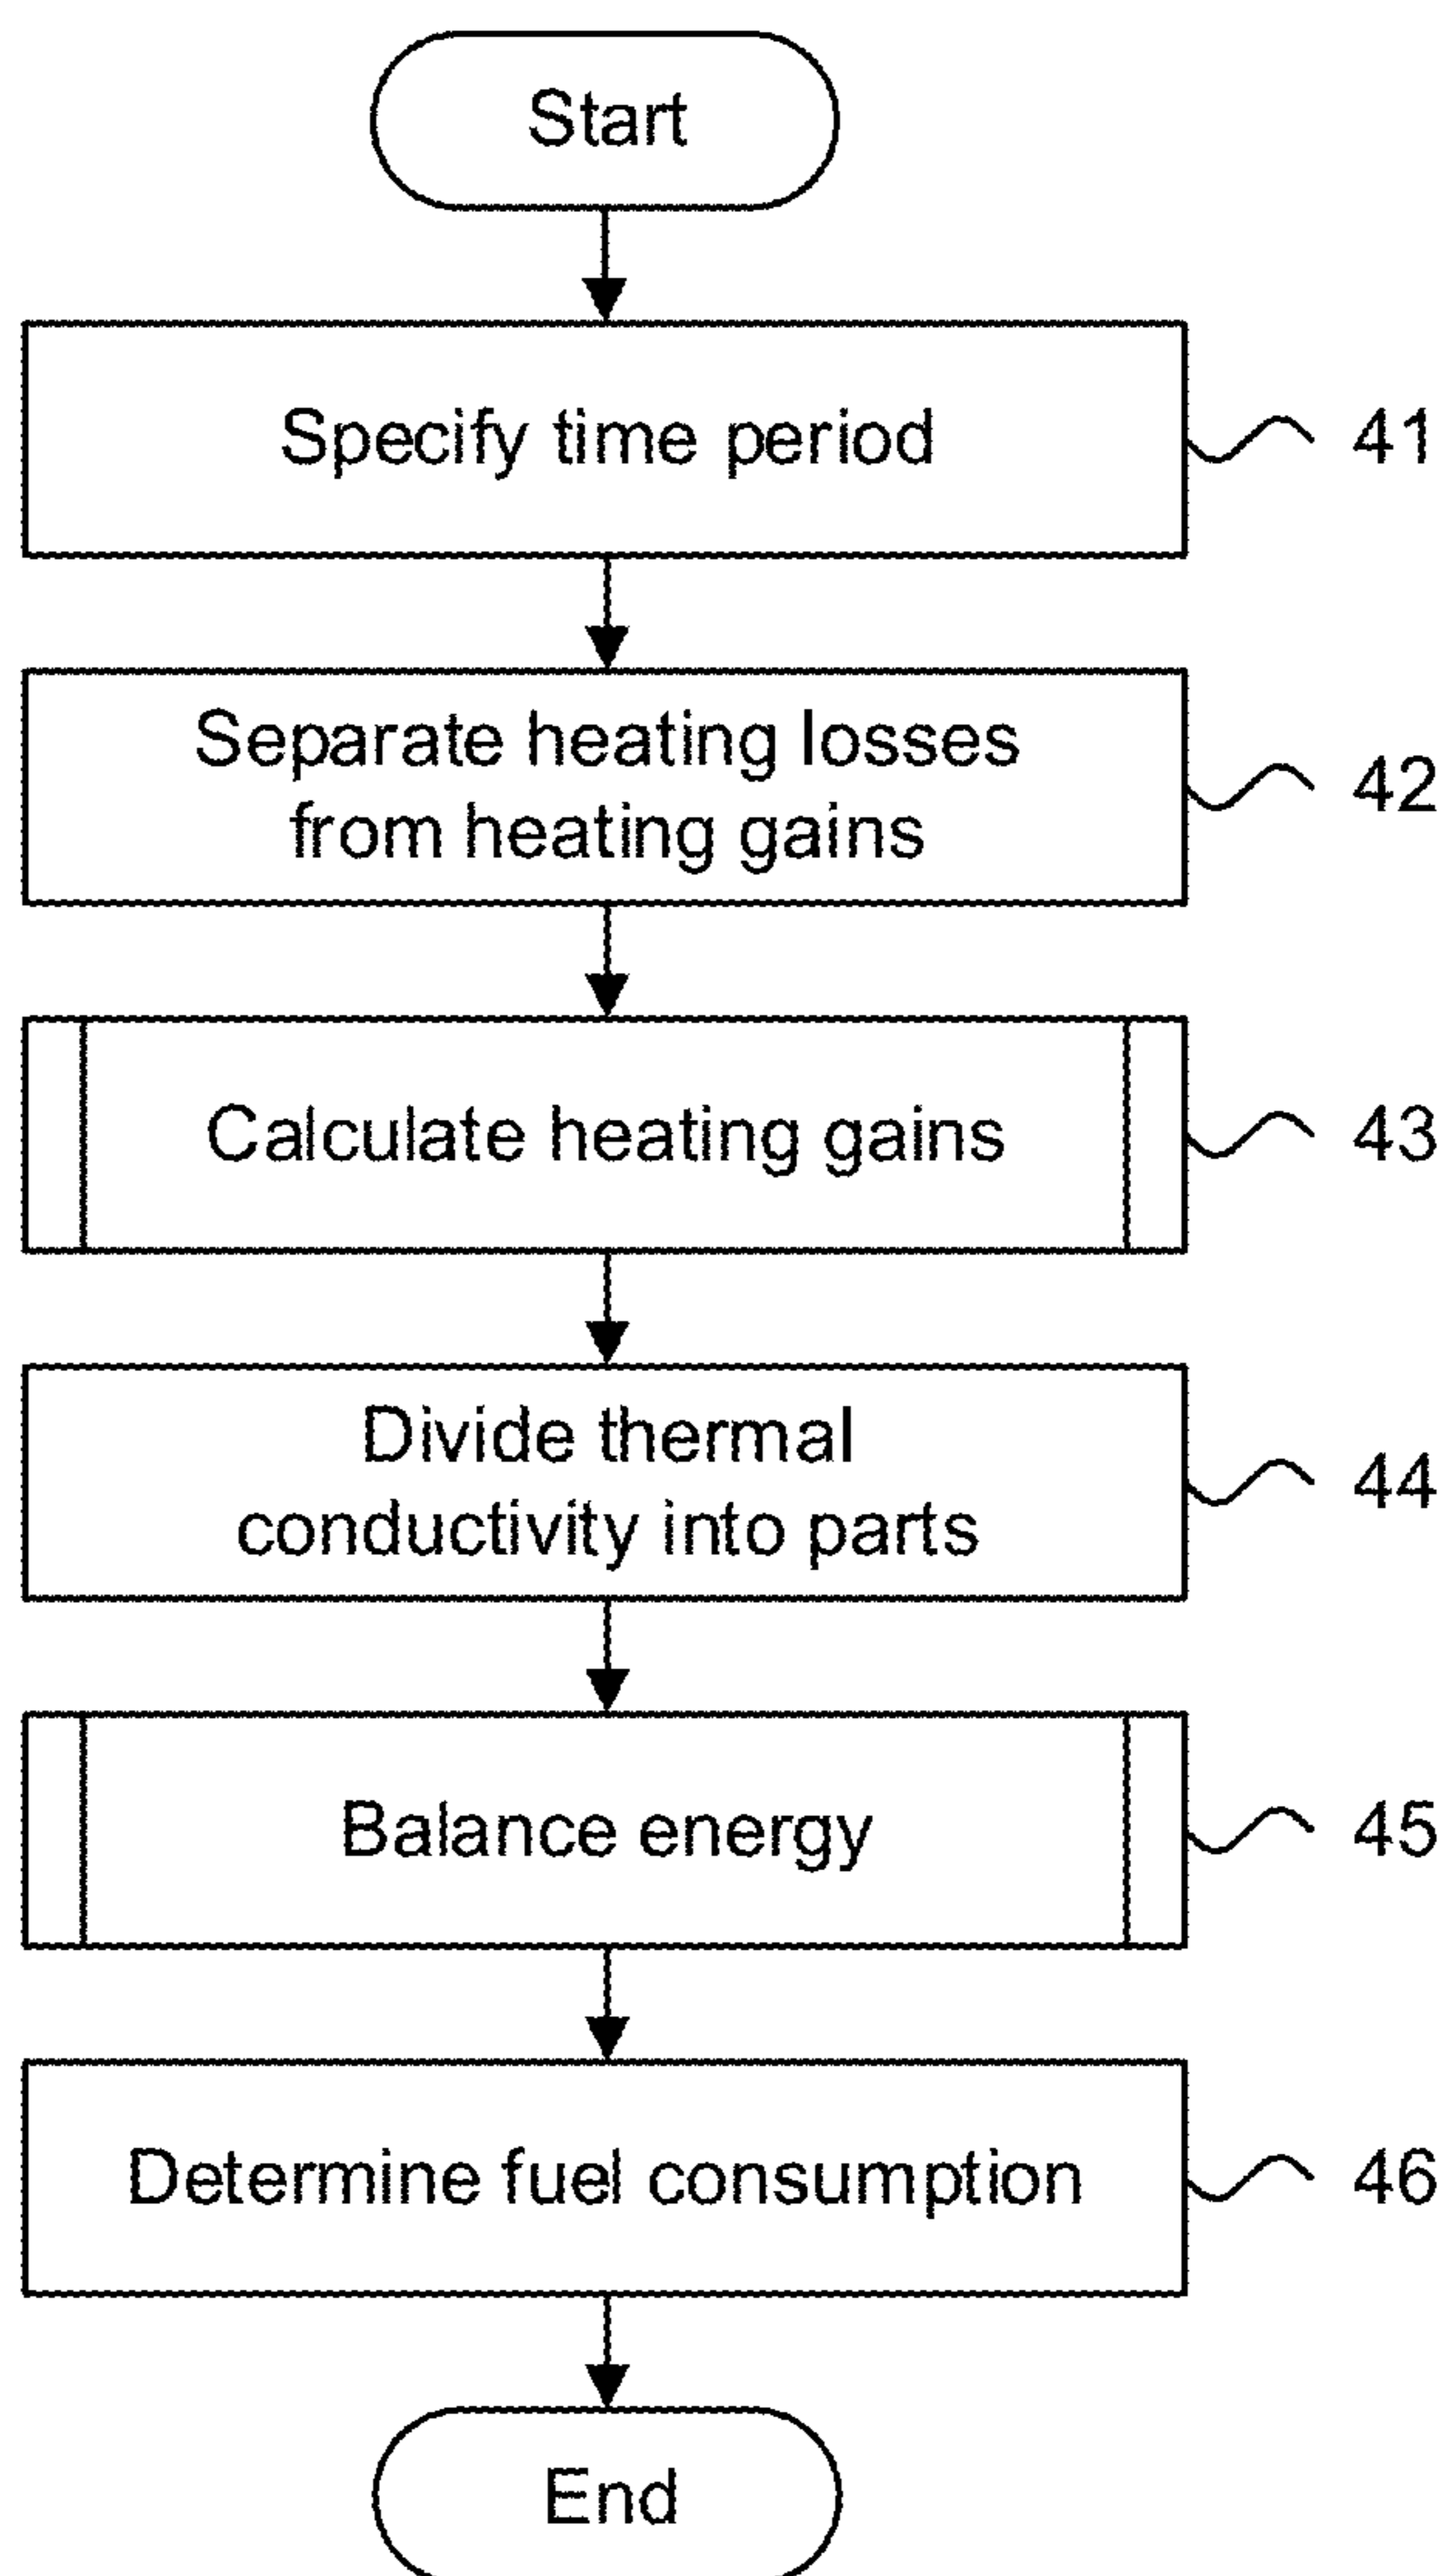 Start
Specify time period
41
Separate heating losses
from heating gains
42
Calculate heating gains
43
Divide thermal
conductivity into parts
44
Balance energy
45
Determine fuel consumption
46
End